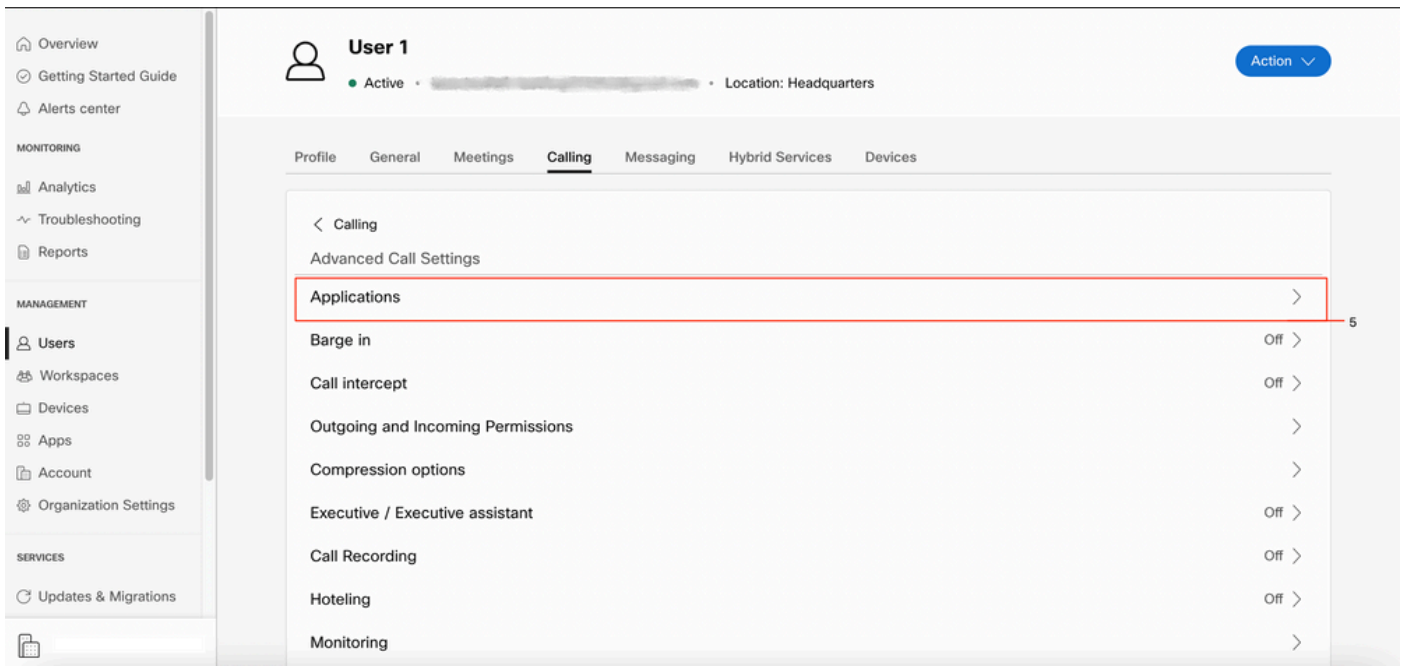 Overview
Getting Started Guide
Alerts center
MONITORING
Analytics
Troubleshooting
Reports
MANAGEMENT
Users
Workspaces
Devices
Apps
Account
Organization Settings
SERVICES
Updates & Migrations
User 1
Active • • Location: Headquarters
Action
Profile General Meetings Calling Messaging Hybrid Services Devices
Calling
Advanced Call Settings
Applications
5
Barge in Off
Call intercept Off
Outgoing and Incoming Permissions
Compression options
Executive / Executive assistant Off
Call Recording Off
Hoteling Off
Monitoring